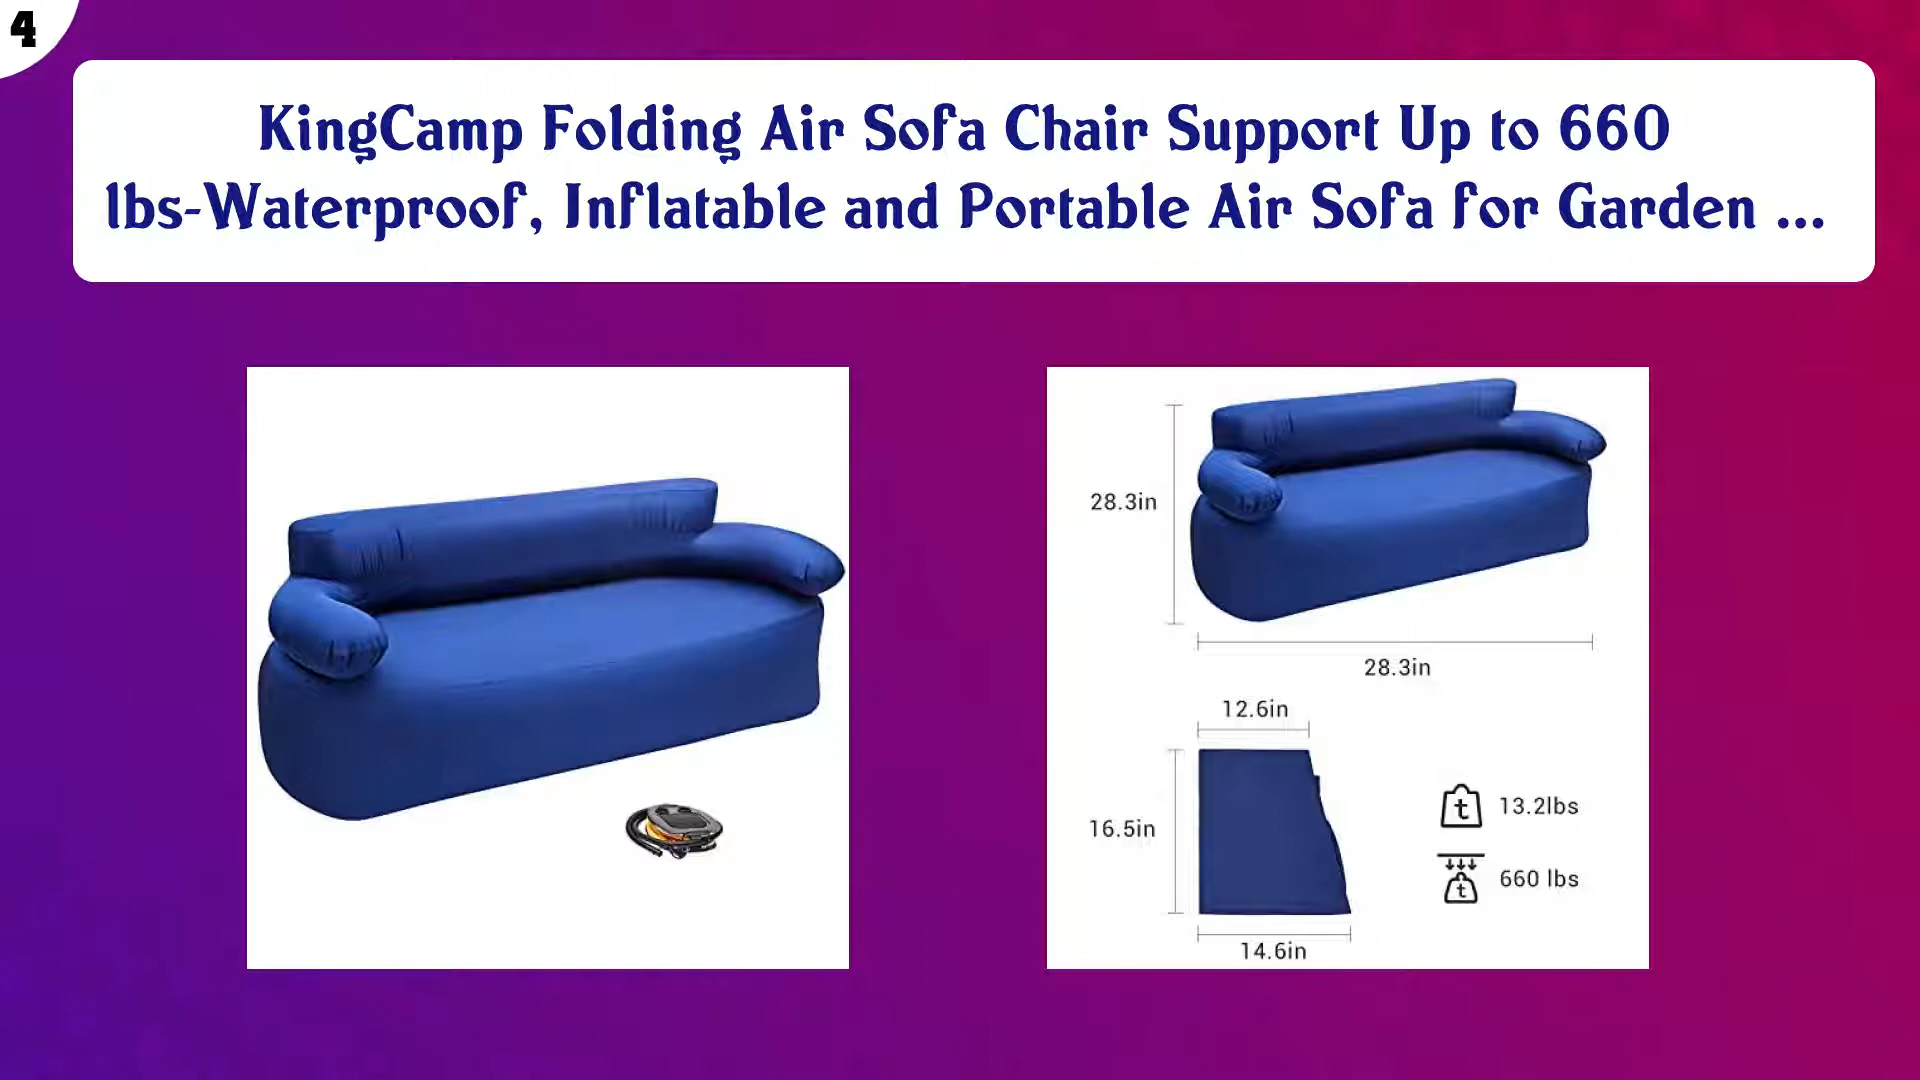 4
KingCamp Folding Air Sofa Chair Support Up to 660
lbs-Waterproof, Inflatable and Portable Air Sofa for Garden ...
28.3in
28.3in
12.6in
16.5in
14.6in
t 13.2lbs
t 660 lbs